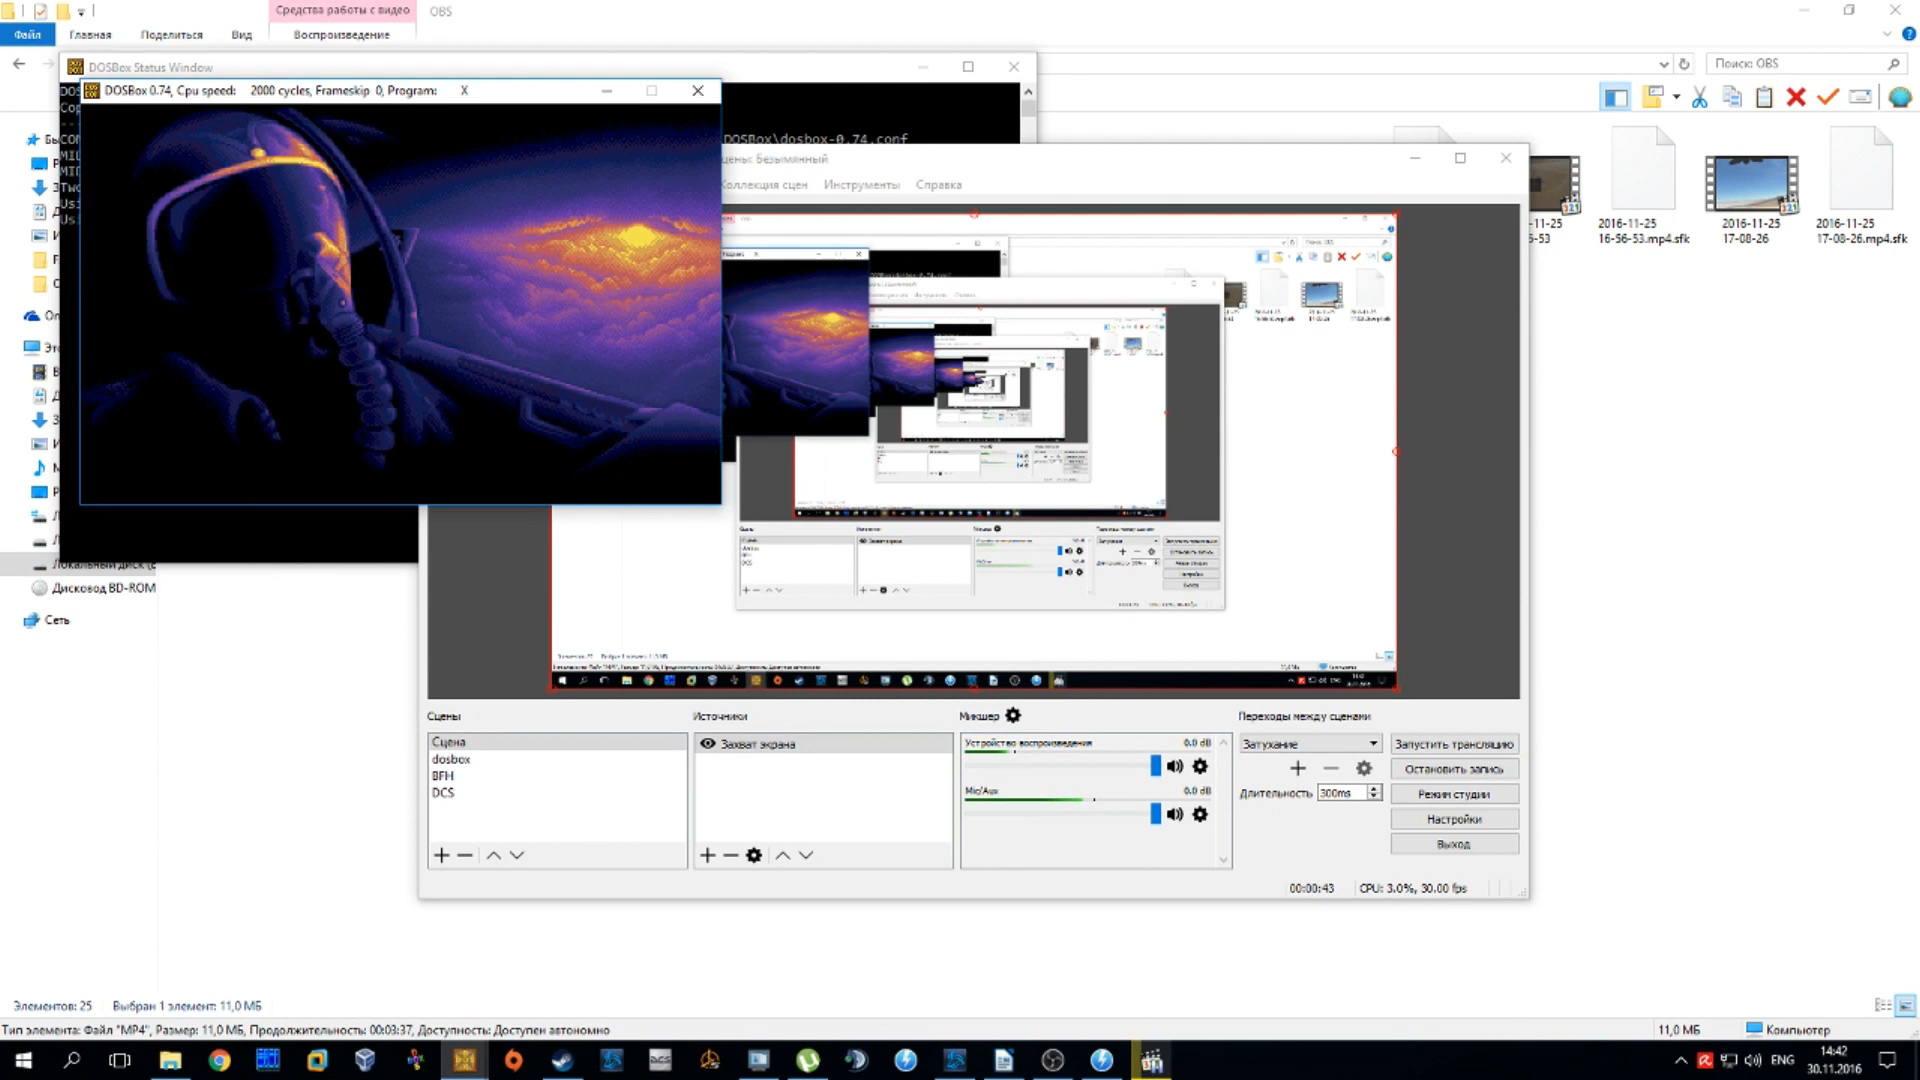 Средства работы с видео
OBS
Файл
Главная
Поделиться
Вид
Воспроизведение
DOSBox Status Window
Поиск: OBS
DOSBox 0.74, Cpu speed: 2000 cycles, Frameskip 0, Program: X
DOSBox\dosbox-0.74.conf
цены: Безымянный
Коллекция сцен
Инструменты
Справка
2016-11-25
16-56-53.mp4.sfk
2016-11-25
17-08-26
2016-11-25
17-08-26.mp4.sfk
Локальный диск (
Дисковод BD-ROM
Сеть
Сцены
Источники
Микшер
Переходы между сценами
Сцена
dosbox
BFH
DCS
Захват экрана
Устройство воспроизведения
0.0 dB
Mic/Aux
0.0 dB
Затухание
Длительность
300ms
Запустить трансляцию
Остановить запись
Режим студии
Настройки
Выход
00:00:43
CPU: 3.0%, 30.00 fps
Элементов: 25
Выбран 1 элемент: 11,0 МБ
Тип элемента: Файл "MP4", Размер: 11,0 МБ, Продолжительность: 00:03:37, Доступность: Доступен автономно
11,0 МБ
Компьютер
ENG
14:42
30.11.2016